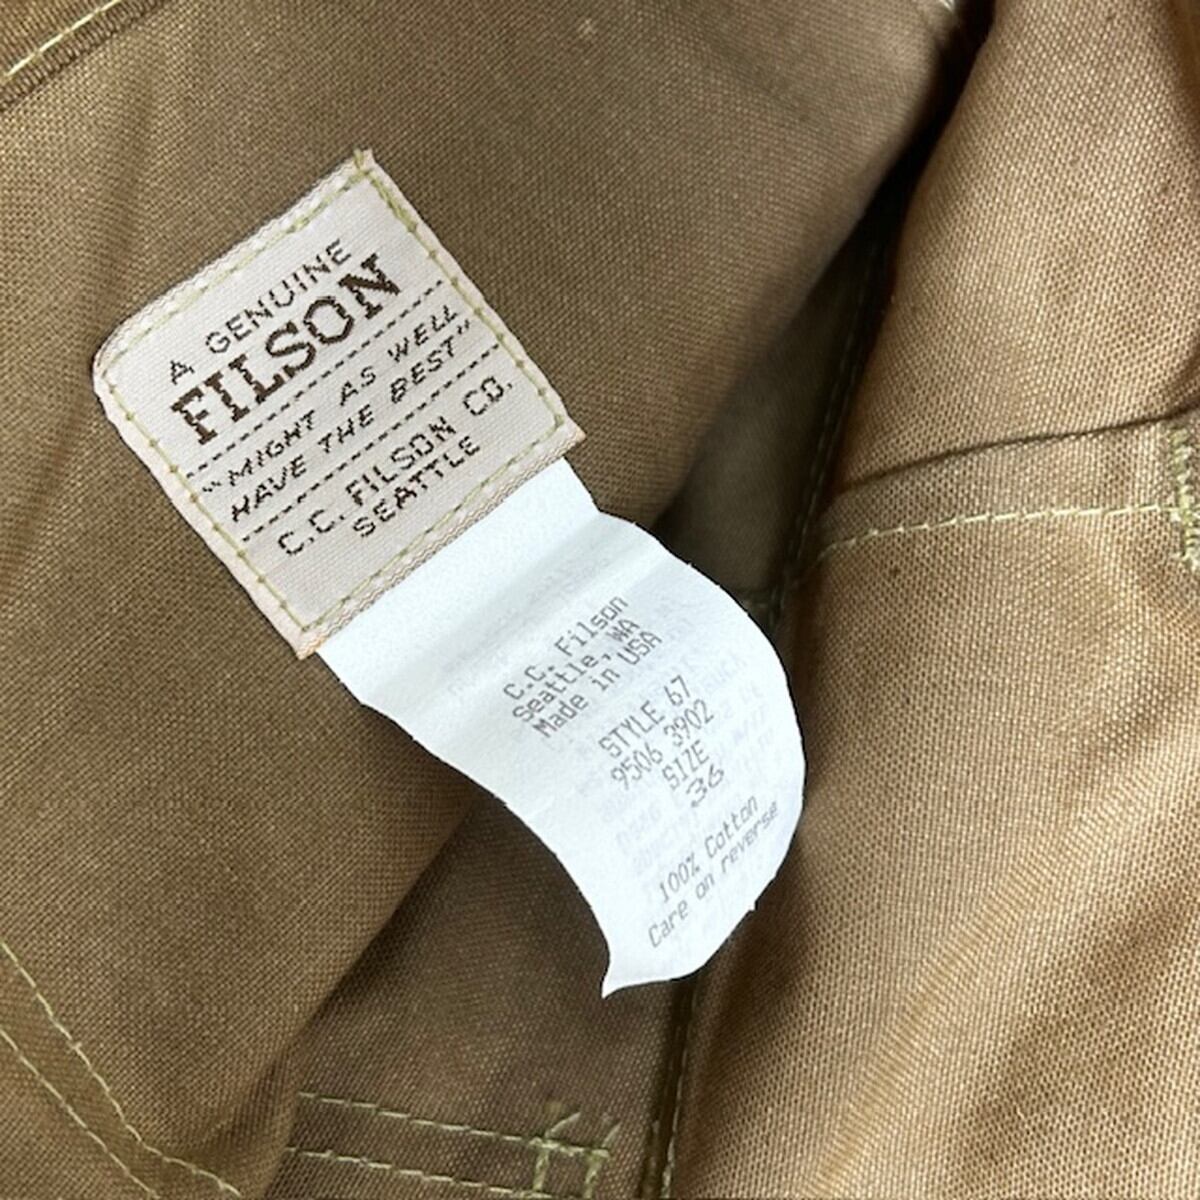 A GENUINE
FILSON
"MIGHT AS WELL
HAVE THE BEST"
C.C. FILSON CO.
SEATTLE
C.C. Filson
Seattle, WA
Made in USA
STYLE 67
9506 3902
SIZE
36
100% Cotton
Care on reverse